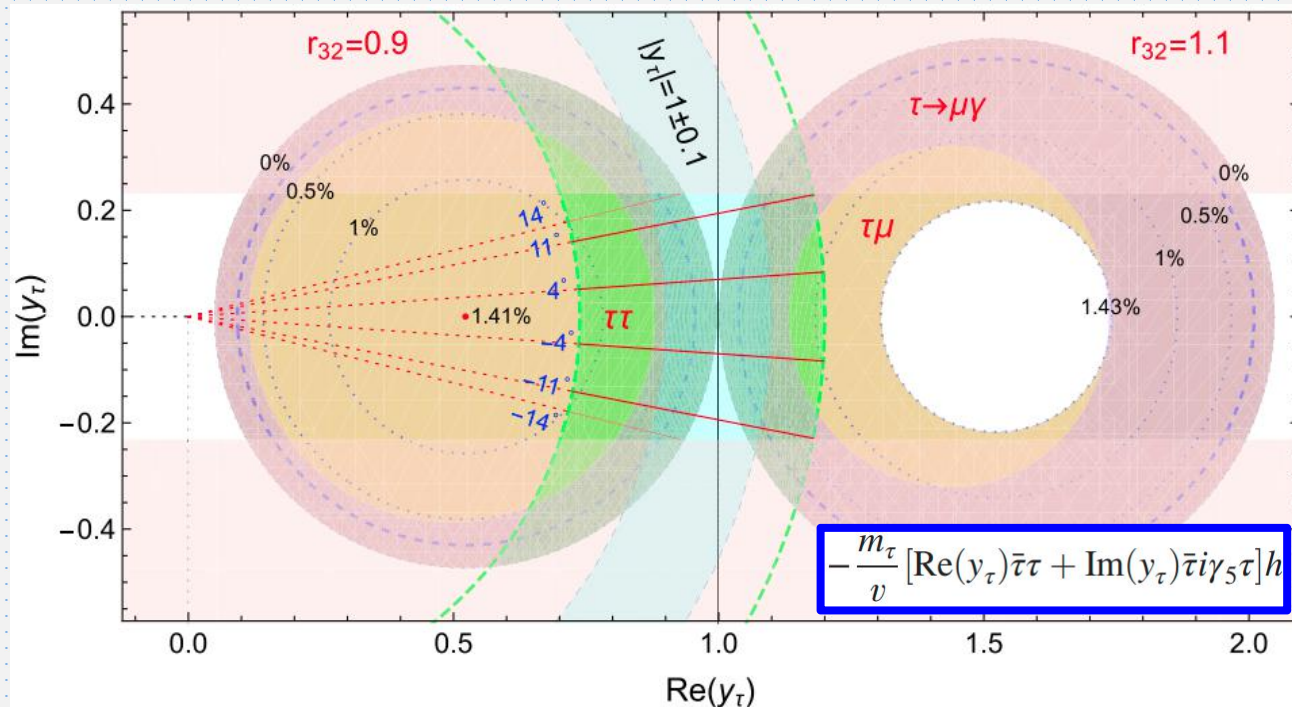 r₃₂=0.9
|yτ|=1±0.1
r₃₂=1.1
τ→μγ
0%
0.5%
1%
14°
11°
4°
1.41%
−4°
−11°
−14°
ττ
τμ
0%
0.5%
1%
1.43%
0.4
0.2
0.0
−0.2
−0.4
Im(yτ)
−mτ/v [Re(yτ)τ̄τ + Im(yτ)τ̄iγ₅τ]h
0.0 0.5 1.0 1.5 2.0
Re(yτ)